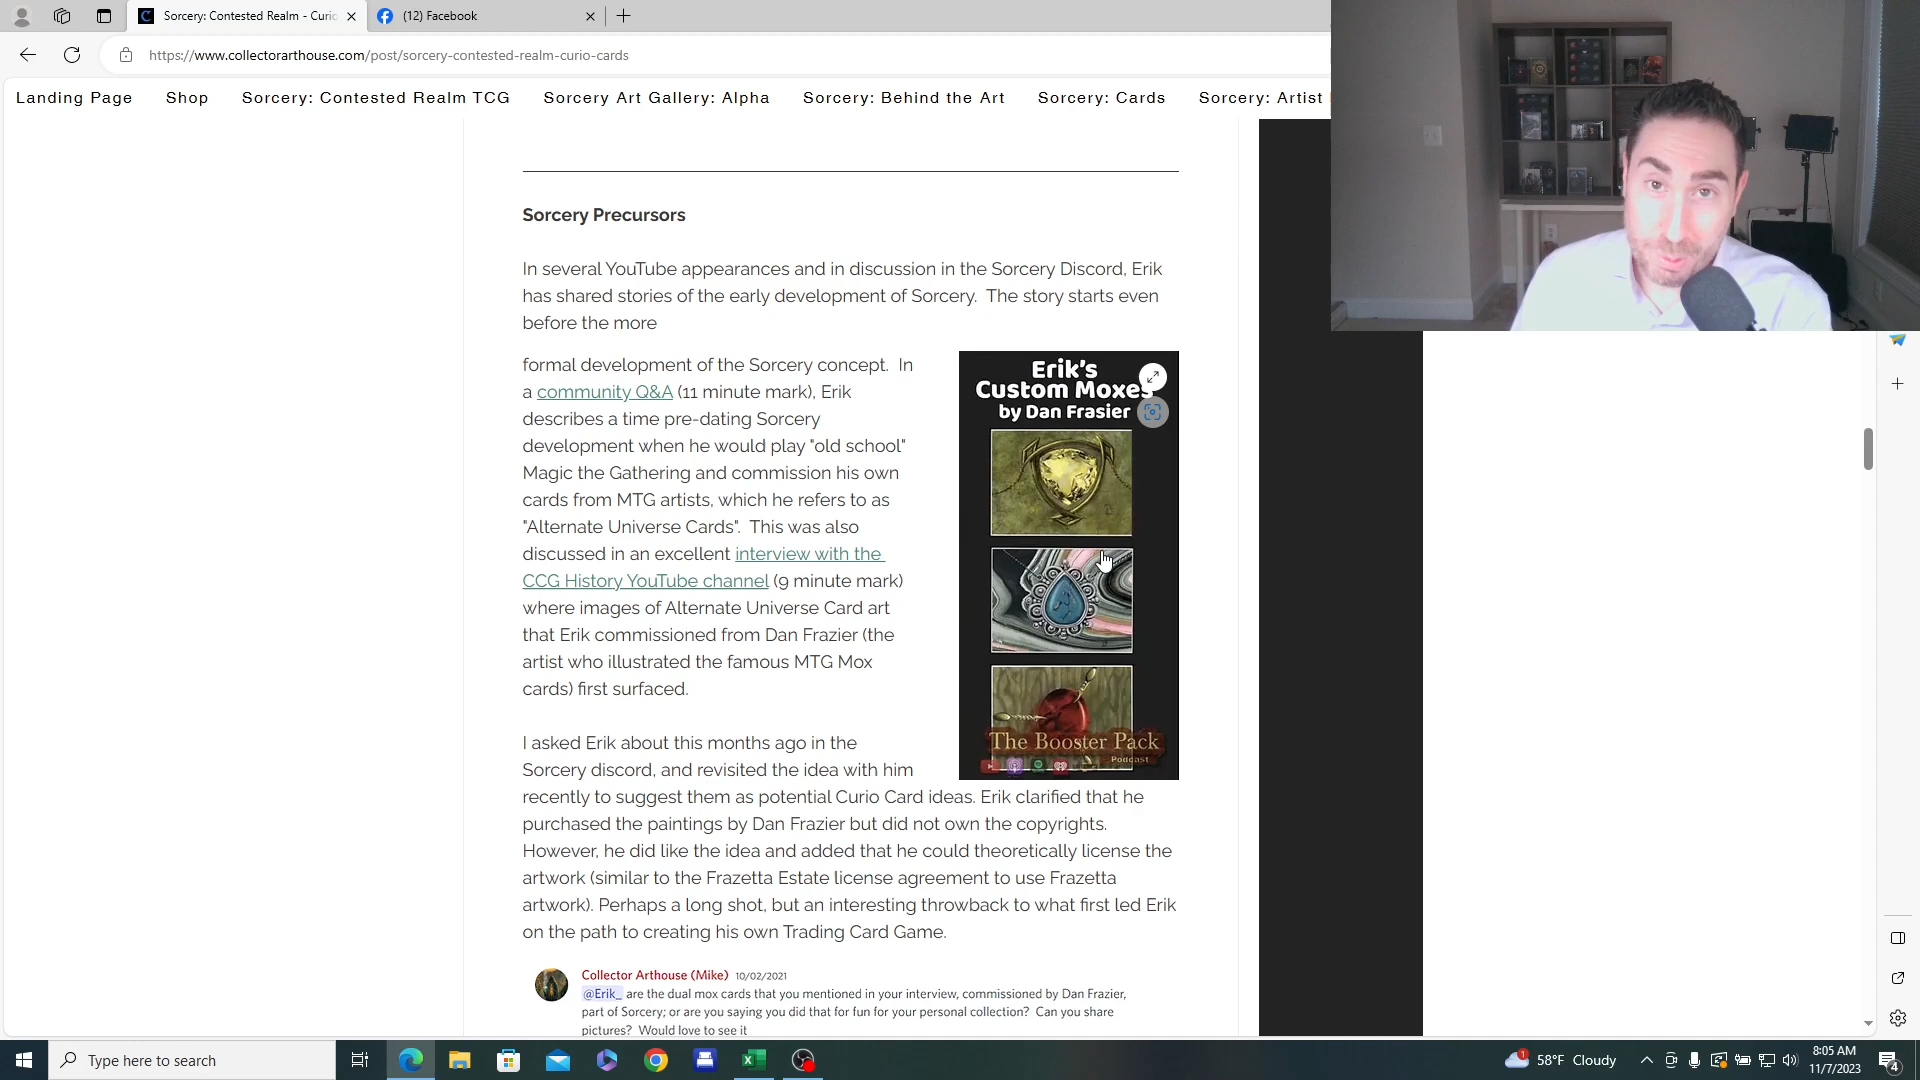 Sorcery: Contested Realm - Curio
(12) Facebook
https://www.collectorarthouse.com/post/sorcery-contested-realm-curio-cards
Landing Page Shop Sorcery: Contested Realm TCG Sorcery Art Gallery: Alpha Sorcery: Behind the Art Sorcery: Cards Sorcery: Artist
Sorcery Precursors
In several YouTube appearances and in discussion in the Sorcery Discord, Erik
has shared stories of the early development of Sorcery. The story starts even
before the more
formal development of the Sorcery concept. In
a community Q&A (11 minute mark), Erik
describes a time pre-dating Sorcery
development when he would play "old school"
Magic the Gathering and commission his own
cards from MTG artists, which he refers to as
"Alternate Universe Cards". This was also
discussed in an excellent interview with the
CCG History YouTube channel (9 minute mark)
where images of Alternate Universe Card art
that Erik commissioned from Dan Frazier (the
artist who illustrated the famous MTG Mox
cards) first surfaced.
Erik's
Custom Moxes
by Dan Frasier
The Booster Pack
Podcast
I asked Erik about this months ago in the
Sorcery discord, and revisited the idea with him
recently to suggest them as potential Curio Card ideas. Erik clarified that he
purchased the paintings by Dan Frazier but did not own the copyrights.
However, he did like the idea and added that he could theoretically license the
artwork (similar to the Frazetta Estate license agreement to use Frazetta
artwork). Perhaps a long shot, but an interesting throwback to what first led Erik
on the path to creating his own Trading Card Game.
Collector Arthouse (Mike) 10/02/2021
@Erik_ are the dual mox cards that you mentioned in your interview, commissioned by Dan Frazier,
part of Sorcery; or are you saying you did that for fun for your personal collection? Can you share
pictures? Would love to see it
Type here to search
1
58°F Cloudy
8:05 AM
11/7/2023
4